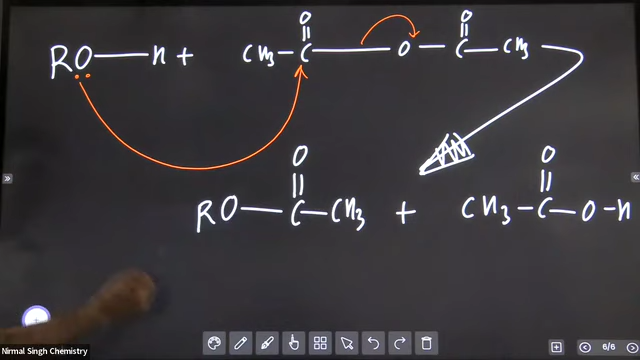 O O
RO—H + CH₃—C—O—C—CH₃
O O
RO—C—CH₃ + CH₃—C—O—H
Nirmal Singh Chemistry
6/6